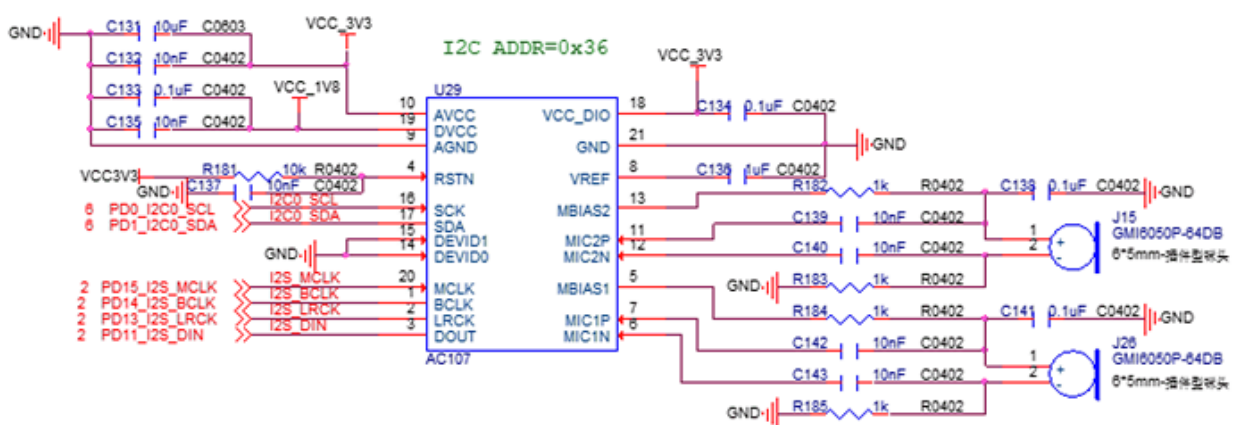 GND
C131 10uF C0603
VCC_3V3
C132 10nF C0402
C133 0.1uF C0402
VCC_1V8
C135 10nF C0402
I2C ADDR=0x36
U29
10 AVCC
19 DVCC
9 AGND
VCC3V3
R181 10k R0402
4 RSTN
GND
C137 10nF C0402
6 PD0_I2C0_SCL I2C0_SCL 16 SCK
6 PD1_I2C0_SDA I2C0_SDA 17 SDA
15 DEVID1
GND
14 DEVID0
2 PD15_I2S_MCLK I2S_MCLK 20 MCLK
2 PD14_I2S_BCLK I2S_BCLK 1 BCLK
2 PD13_I2S_LRCK I2S_LRCK 2 LRCK
2 PD11_I2S_DIN I2S_DIN 3 DOUT
AC107
VCC_3V3
VCC_DIO 18
C134 0.1uF C0402
GND 21
GND
VREF 8
C136 1uF C0402
MBIAS2 13
R182 1k R0402
C138 0.1uF C0402
GND
MIC2P 11
C139 10nF C0402
MIC2N 12
C140 10nF C0402
1
2
+
J15
GMI6050P-64DB
6*5mm-插件型咪头
GND
R183 1k R0402
MBIAS1 5
R184 1k R0402
C141 0.1uF C0402
GND
MIC1P 7
C142 10nF C0402
MIC1N 6
C143 10nF C0402
1
2
+
J26
GMI6050P-64DB
6*5mm-插件型咪头
GND
R185 1k R0402